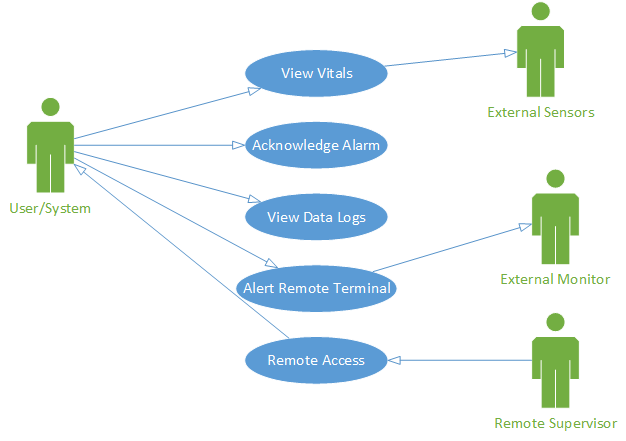 View Vitals
External Sensors
Acknowledge Alarm
User/System
View Data Logs
External Monitor
Alert Remote Terminal
Remote Access
Remote Supervisor